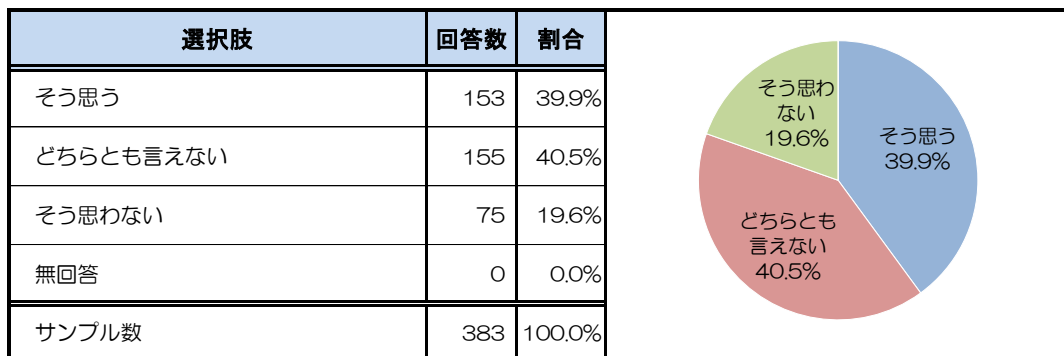 選択肢 回答数 割合
そう思う 153 39.9%
どちらとも言えない 155 40.5%
そう思わない 75 19.6%
無回答 0 0.0%
サンプル数 383 100.0%
そう思わ
ない
19.6%
そう思う
39.9%
どちらとも
言えない
40.5%